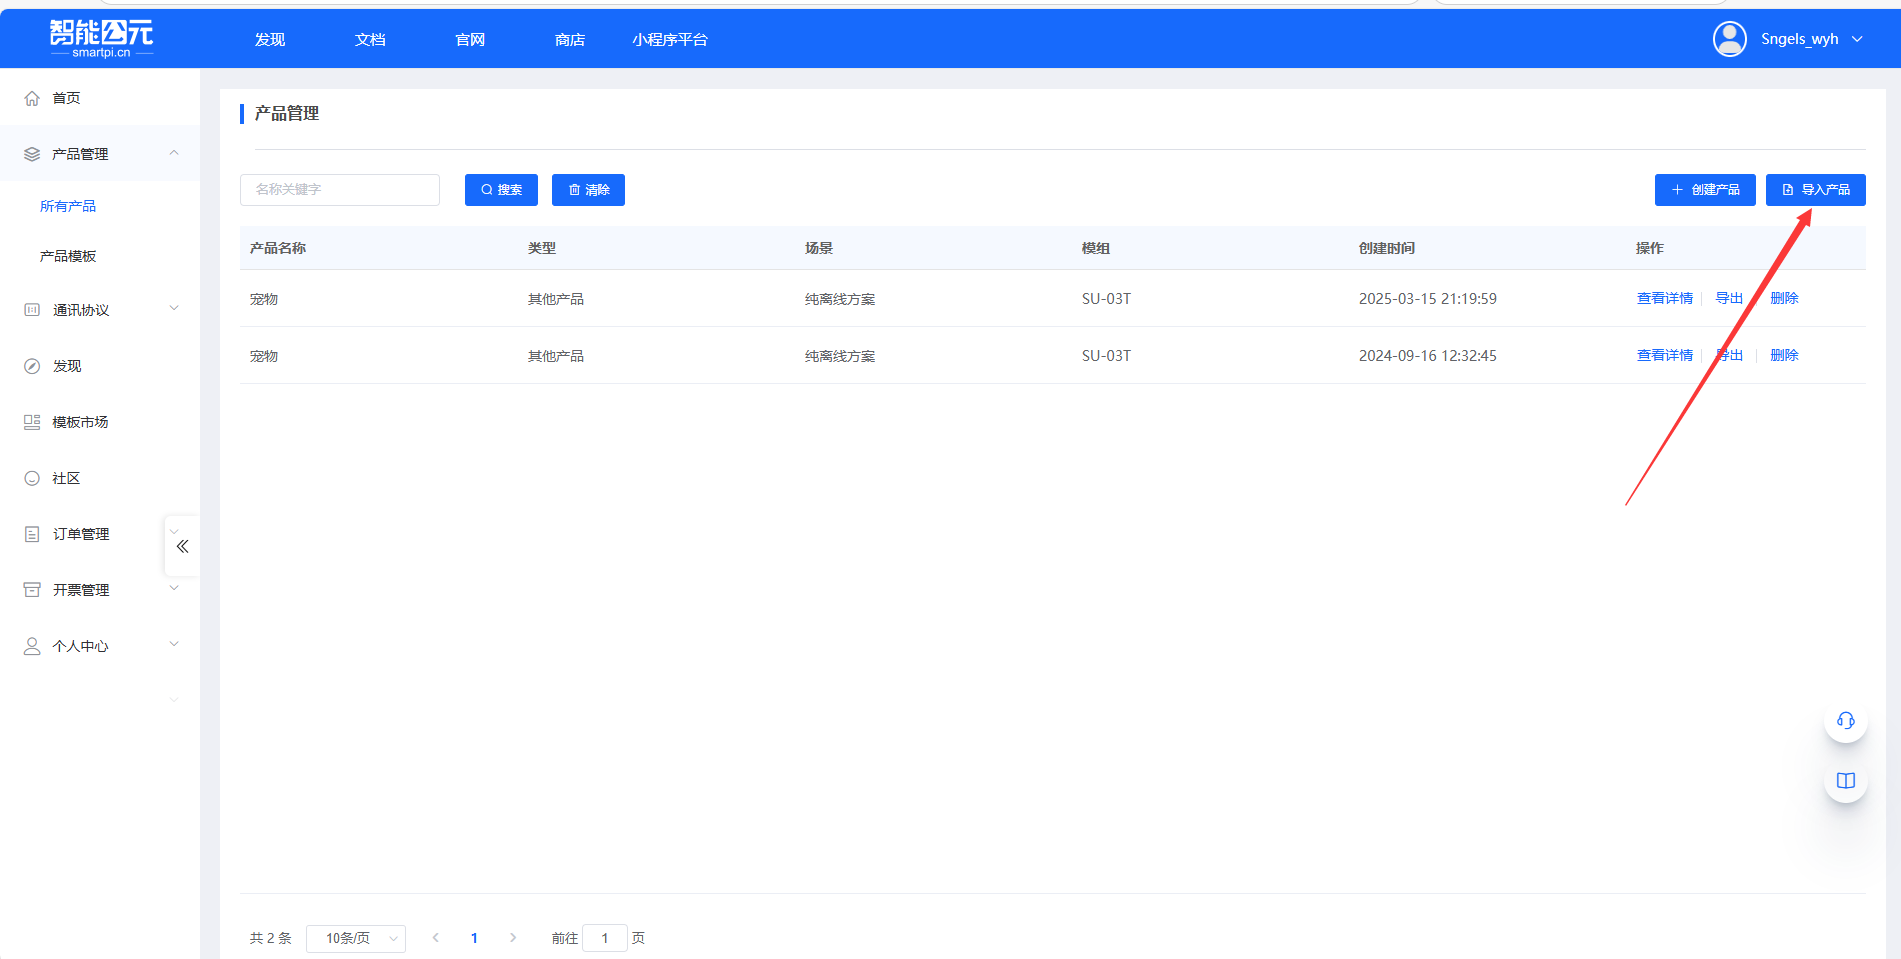 智能公元
smartpi.cn
发现 文档 官网 商店 小程序平台 Sngels_wyh
首页
产品管理
所有产品
产品模板
通讯协议
发现
模板市场
社区
订单管理
开票管理
个人中心
产品管理
名称关键字 搜索 清除 创建产品 导入产品
产品名称 类型 场景 模组 创建时间 操作
宠物 其他产品 纯离线方案 SU-03T 2025-03-15 21:19:59 查看详情 导出 删除
宠物 其他产品 纯离线方案 SU-03T 2024-09-16 12:32:45 查看详情 导出 删除
共 2 条 10条/页 1 前往 1 页